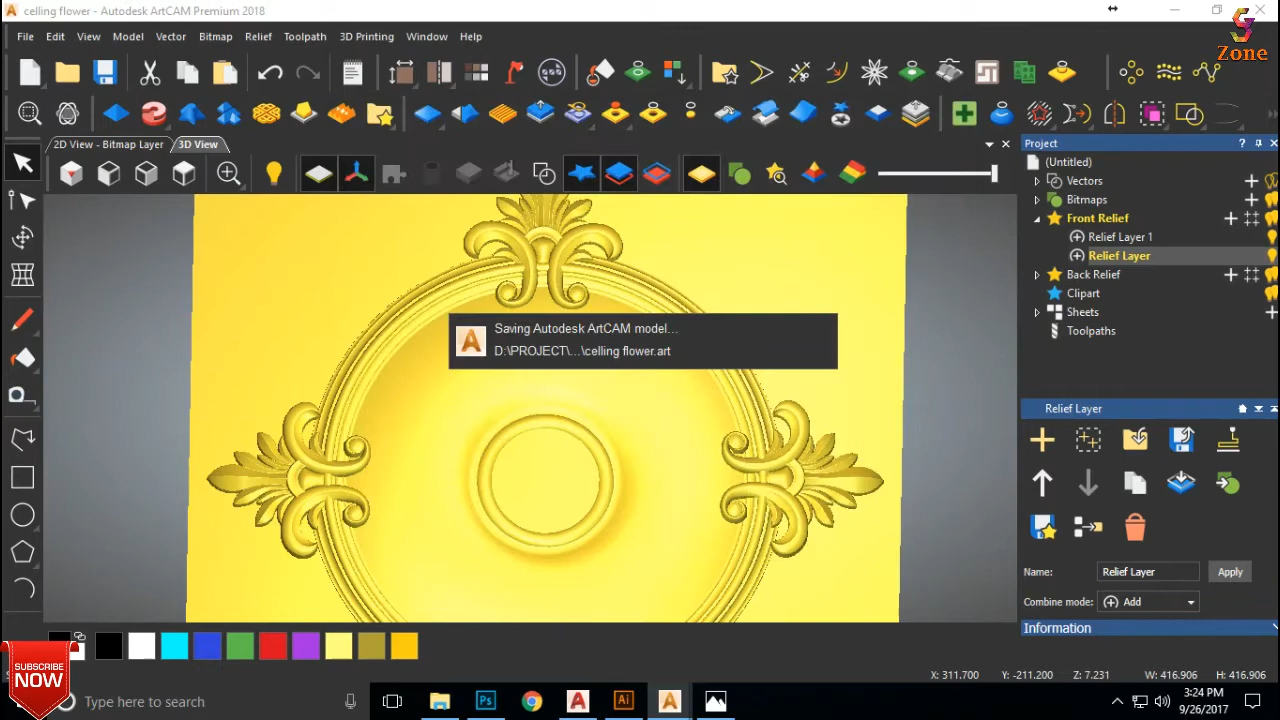 celling flower - Autodesk ArtCAM Premium 2018
Zone
File Edit View Model Vector Bitmap Relief Toolpath 3D Printing Window Help
2D View - Bitmap Layer 3D View
Project
(Untitled)
Vectors
Bitmaps
Front Relief
Relief Layer 1
Relief Layer
Back Relief
Clipart
Sheets
Toolpaths
Saving Autodesk ArtCAM model...
D:\PROJECT\...\celling flower.art
Relief Layer
Name: Relief Layer Apply
Combine mode: Add
Information
X: 311.700 Y: -211.200 Z: 7.231 W: 416.906 H: 416.906
SUBSCRIBE
NOW
Type here to search
Ps
Ai
3:24 PM
9/26/2017